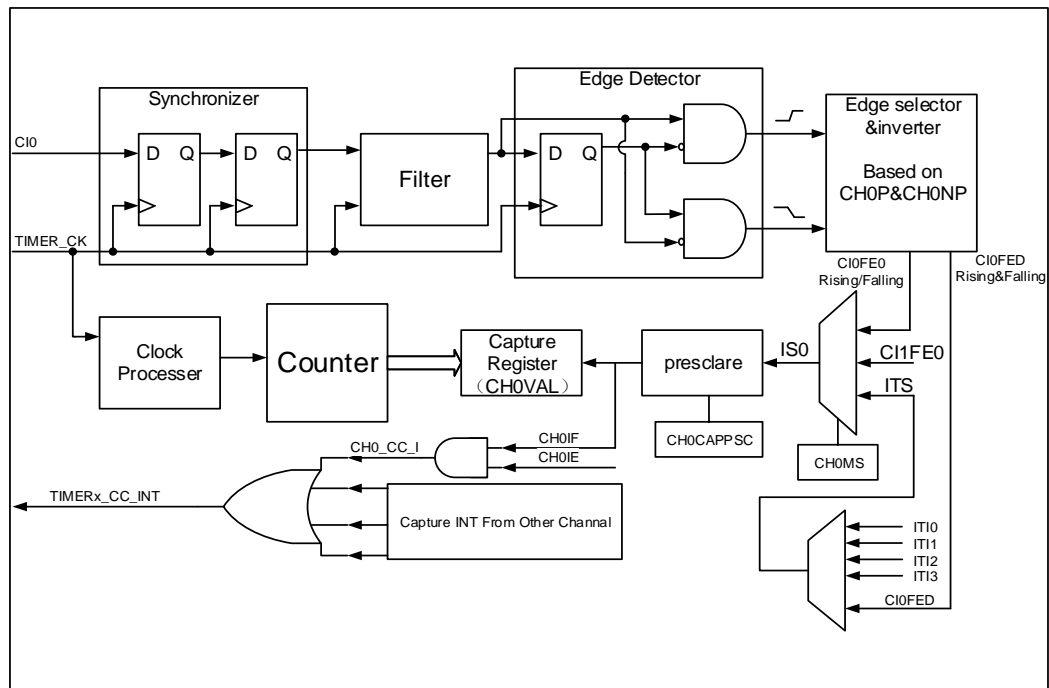 Edge Detector
Synchronizer
Edge selector
&inverter
Based on
CH0P&CH0NP
CI0
D Q
D Q
Filter
D Q
TIMER_CK
CI0FE0
Rising/Falling
CI0FED
Rising&Falling
Clock
Processer
Counter
Capture
Register
（CH0VAL）
presclare
IS0
CI1FE0
ITS
CH0CAPPSC
CH0MS
CH0_CC_I
CH0IF
CH0IE
TIMERx_CC_INT
Capture INT From Other Channel
ITI0
ITI1
ITI2
ITI3
CI0FED